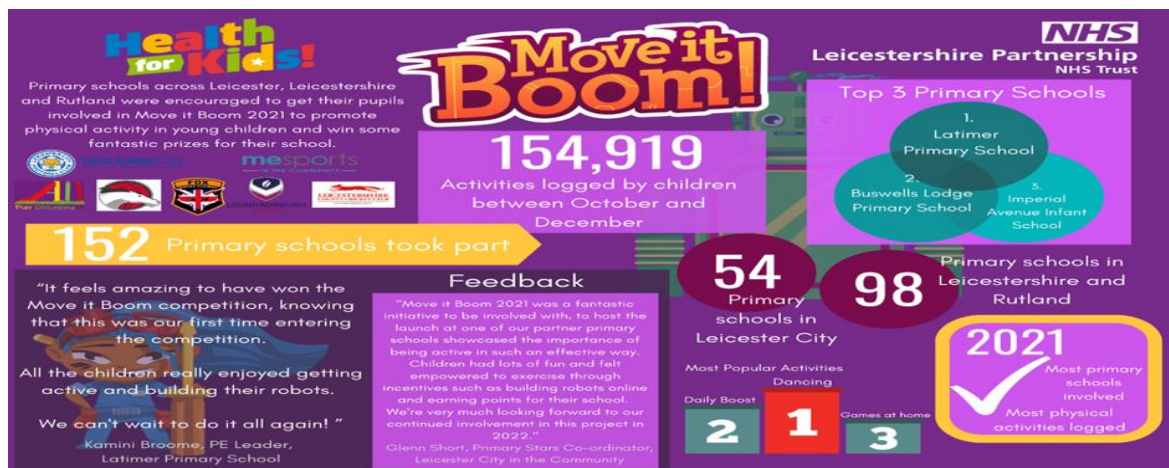 Health
for Kids!
Primary schools across Leicester, Leicestershire
and Rutland were encouraged to get their pupils
involved in Move it Boom 2021 to promote
physical activity in young children and win some
fantastic prizes for their school.
mesports
IN THE COMMUNITY
LEICESTERSHIRE
COUNTY CRICKET CLUB
152 Primary schools took part
Move it
Boom!
154,919
Activities logged by children
between October and
December
NHS
Leicestershire Partnership
NHS Trust
Top 3 Primary Schools
1.
Latimer
Primary School
2.
Buswells Lodge
Primary School
3.
Imperial
Avenue Infant
School
"It feels amazing to have won the
Move it Boom competition, knowing
that this was our first time entering
the competition.
All the children really enjoyed getting
active and building their robots.
We can't wait to do it all again! "
Kamini Broome, PE Leader,
Latimer Primary School
Feedback
"Move it Boom 2021 was a fantastic
initiative to be involved with, to host the
launch at one of our partner primary
schools showcased the importance of
being active in such an effective way.
Children had lots of fun and felt
empowered to exercise through
incentives such as building robots online
and earning points for their school.
We're very much looking forward to our
continued involvement in this project in
2022."
Glenn Short, Primary Stars Co-ordinator,
Leicester City in the Community
54
Primary
schools in
Leicester City
98
Primary schools in
Leicestershire and
Rutland
Most Popular Activities
Dancing
Daily Boost
Games at home
2
1
3
2021
Most primary
schools
involved
Most physical
activities logged